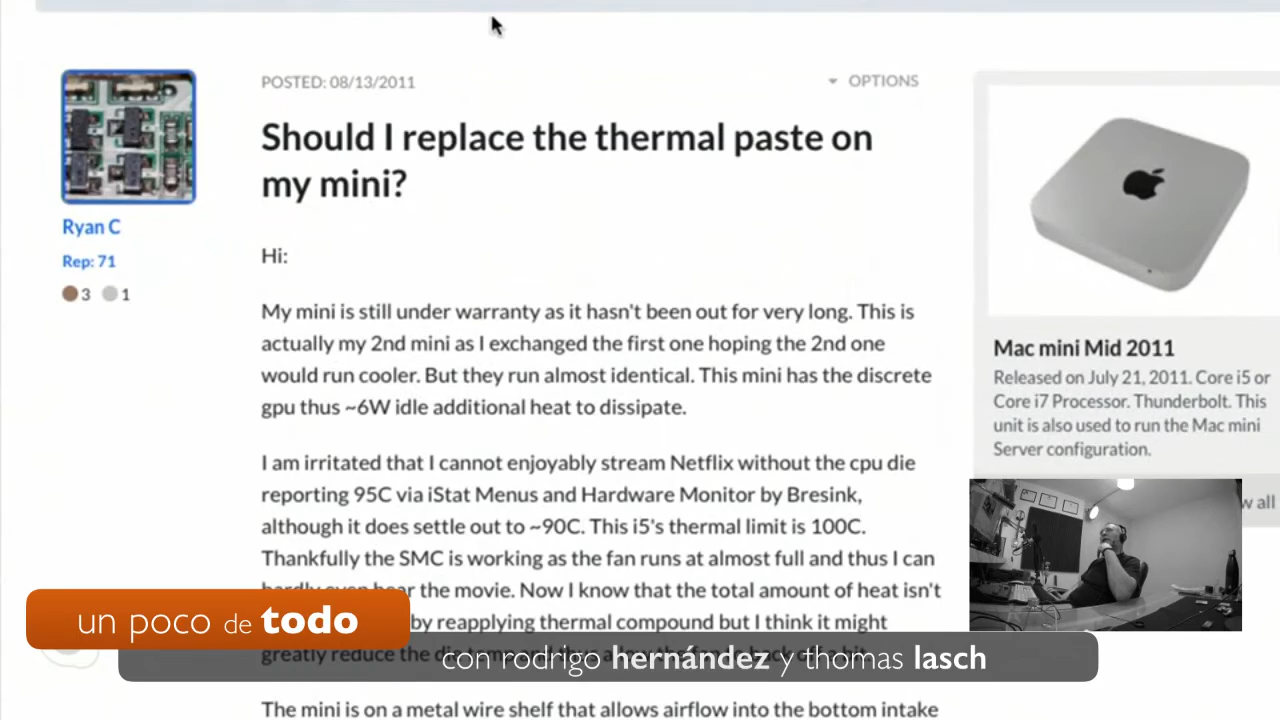 POSTED: 08/13/2011
OPTIONS
Should I replace the thermal paste on
my mini?
Ryan C
Rep: 71
3 1
Hi:
My mini is still under warranty as it hasn't been out for very long. This is
actually my 2nd mini as I exchanged the first one hoping the 2nd one
would run cooler. But they run almost identical. This mini has the discrete
gpu thus ~6W idle additional heat to dissipate.
I am irritated that I cannot enjoyably stream Netflix without the cpu die
reporting 95C via iStat Menus and Hardware Monitor by Bresink,
although it does settle out to ~90C. This i5's thermal limit is 100C.
Thankfully the SMC is working as the fan runs at almost full and thus I can
hardly even hear the movie. Now I know that the total amount of heat isn't
by reapplying thermal compound but I think it might
greatly reduce the die temp and
The mini is on a metal wire shelf that allows airflow into the bottom intake
Mac mini Mid 2011
Released on July 21, 2011. Core i5 or
Core i7 Processor. Thunderbolt. This
unit is also used to run the Mac mini
Server configuration.
all
un poco de todo
con rodrigo hernández y thomas lasch